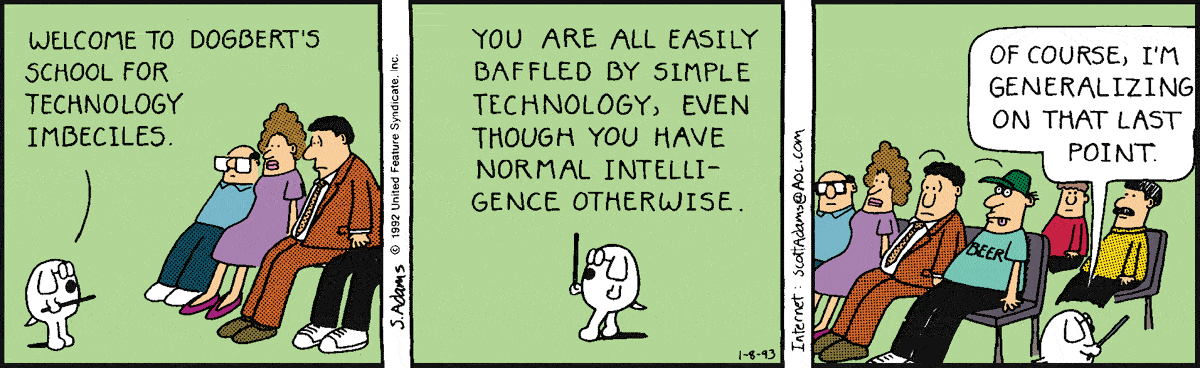 WELCOME TO DOGBERT'S
SCHOOL FOR
TECHNOLOGY
IMBECILES.
S. Adams © 1992 United Feature Syndicate, Inc.
YOU ARE ALL EASILY
BAFFLED BY SIMPLE
TECHNOLOGY, EVEN
THOUGH YOU HAVE
NORMAL INTELLI-
GENCE OTHERWISE.
1-8-93
Internet: ScottAdams@AOL.com
OF COURSE, I'M
GENERALIZING
ON THAT LAST
POINT.
BEER